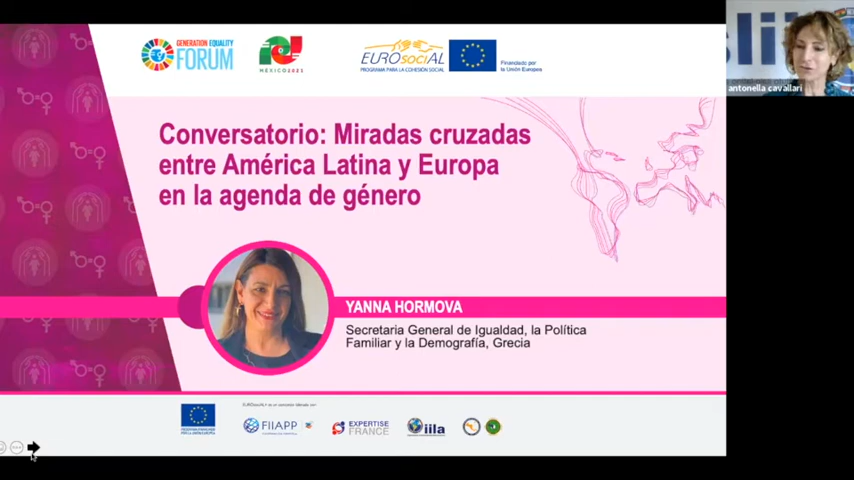 GENERATION EQUALITY
FORUM
MÉXICO2021
EUROsociAL
PROGRAMA PARA LA COHESIÓN SOCIAL
Financiado por
la Unión Europea
antonella cavallari
Conversatorio: Miradas cruzadas
entre América Latina y Europa
en la agenda de género
YANNA HORMOVA
Secretaria General de Igualdad, la Política
Familiar y la Demografía, Grecia
FIIAPP
EXPERTISE
FRANCE
iila